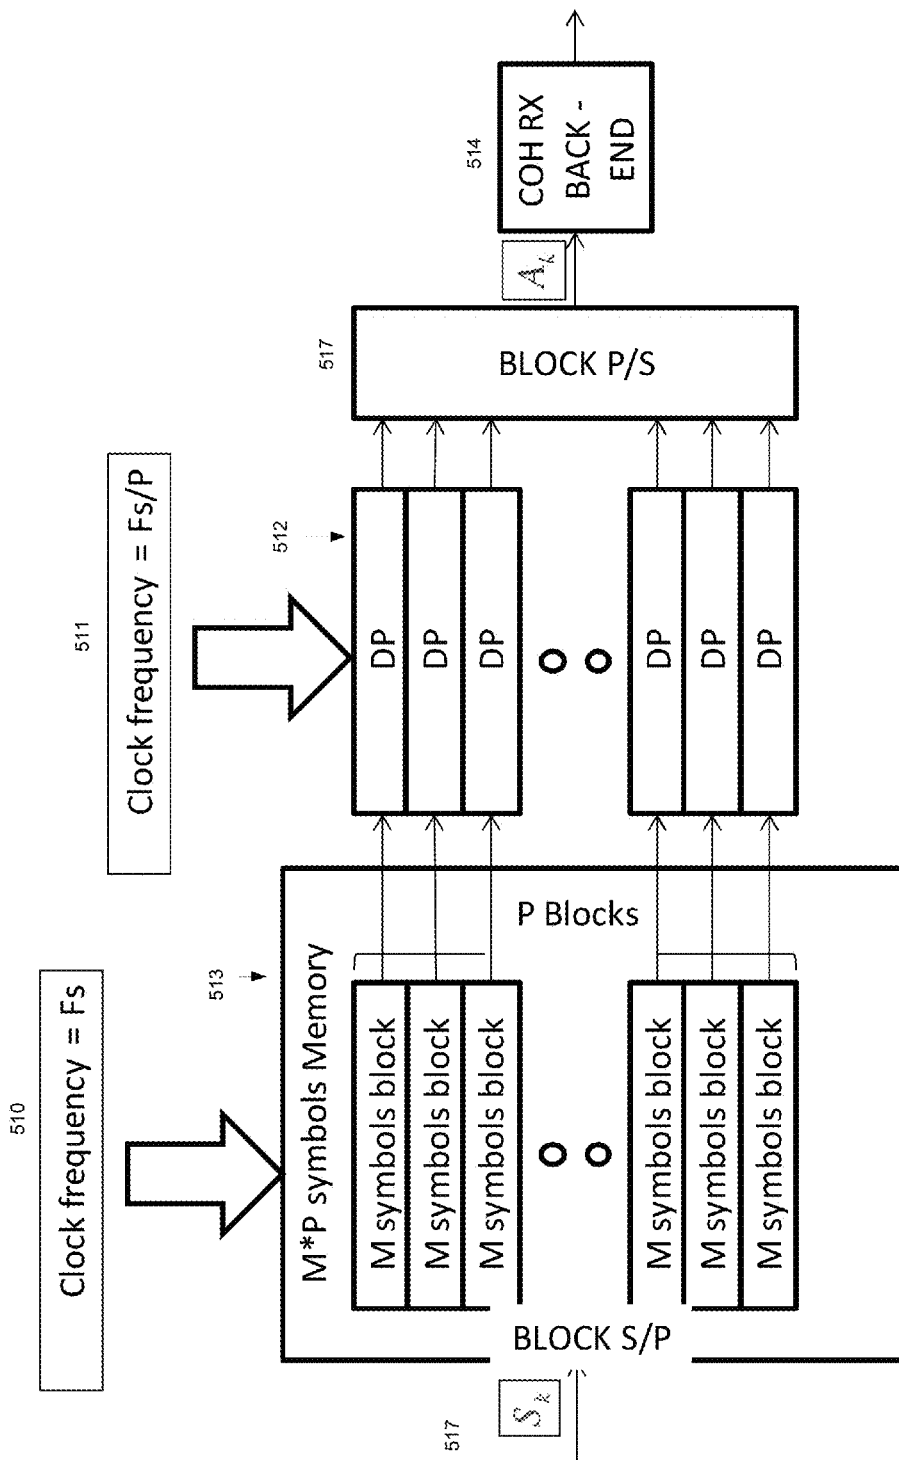 510
Clock frequency = Fs
511
Clock frequency = Fs/P
513
M*P symbols Memory
P Blocks
M symbols block
M symbols block
M symbols block
M symbols block
M symbols block
M symbols block
BLOCK S/P
517
S_k
512
DP
DP
DP
DP
DP
DP
517
BLOCK P/S
A_k
514
COH RX
BACK -
END